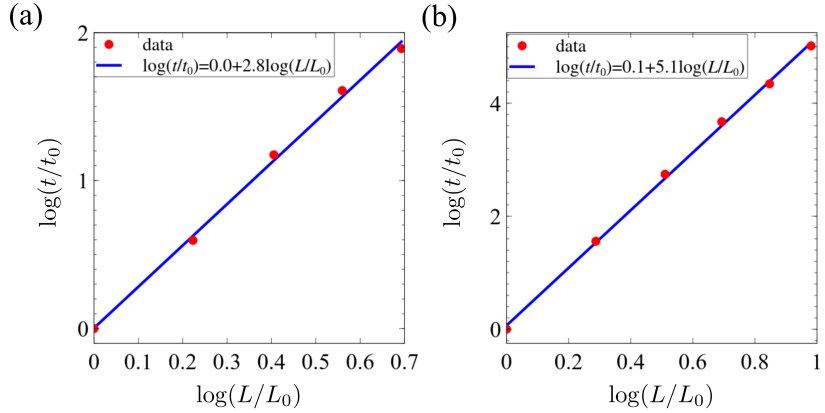 (a)
data
log(t/t0)=0.0+2.8log(L/L0)
2
1
0
log(t/t0)
0 0.1 0.2 0.3 0.4 0.5 0.6 0.7
log(L/L0)
(b)
data
log(t/t0)=0.1+5.1log(L/L0)
4
2
0
log(t/t0)
0 0.2 0.4 0.6 0.8 1
log(L/L0)